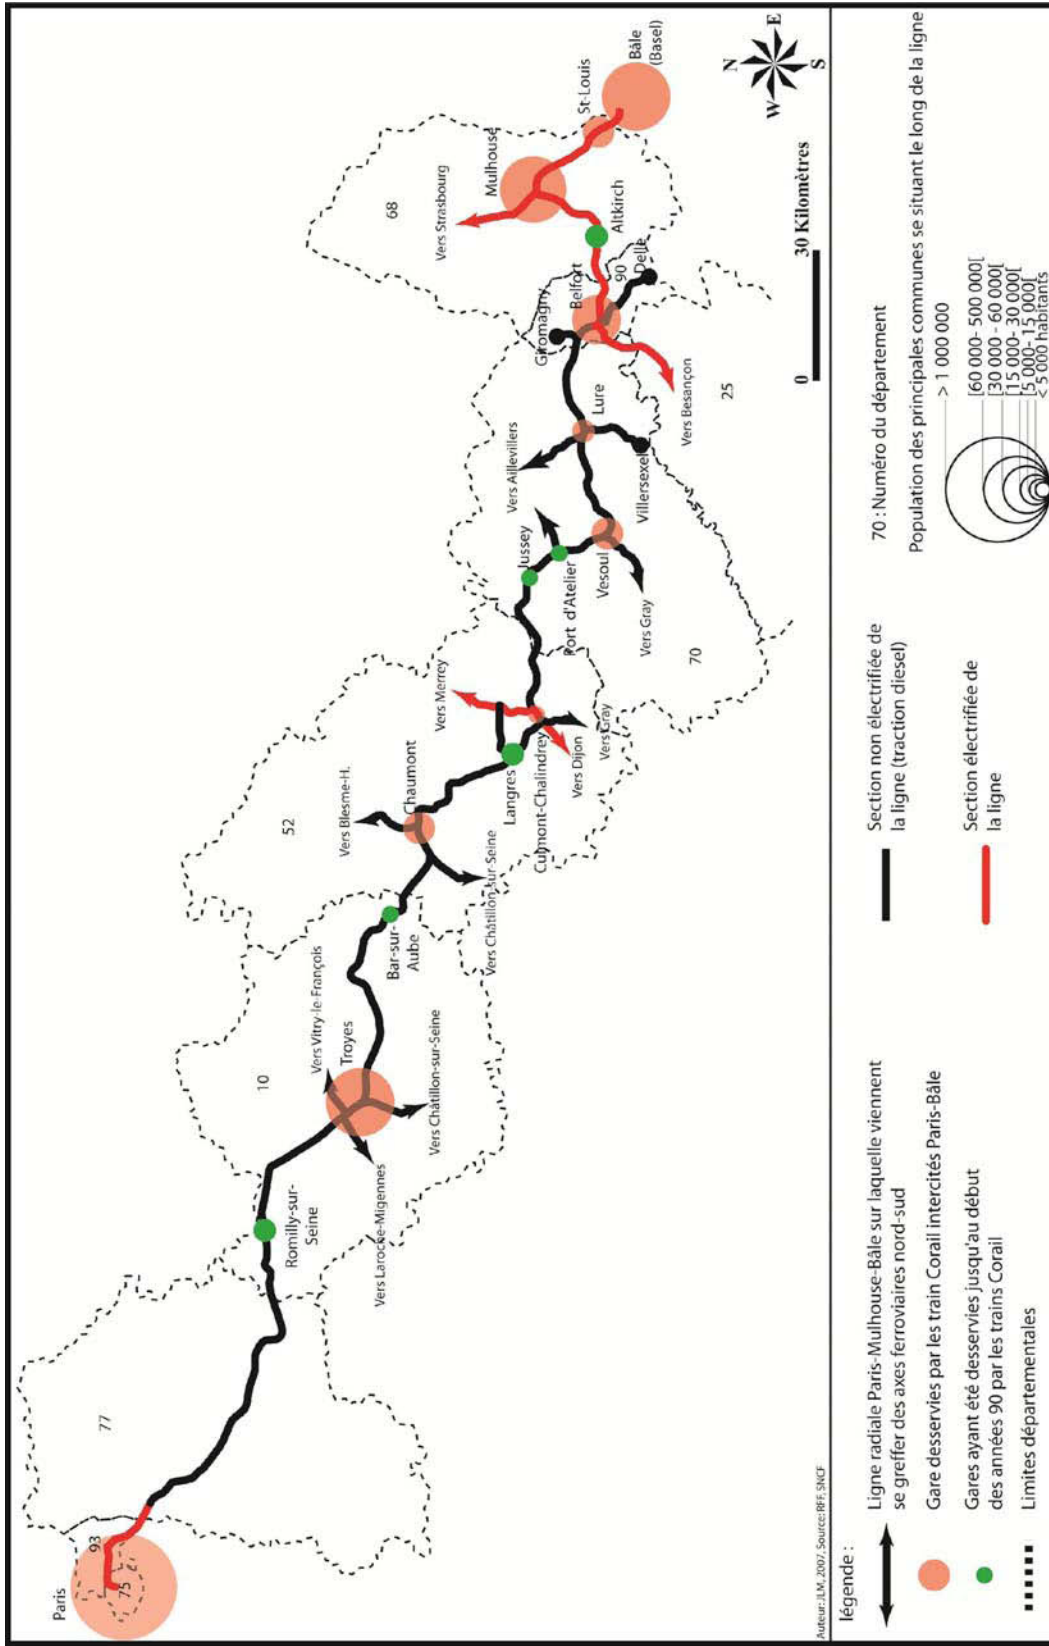 Paris
75
93
77
Romilly-sur-
Seine
10
Troyes
Vers Vitry-le-François
Vers Laroche-Migennes
Vers Châtillon-sur-Seine
Bar-sur-
Aube
52
Vers Blesme-H.
Chaumont
Vers Châtillon-sur-Seine
Langres
Culmont-Chalindrey
Vers Merrey
Vers Dijon
Vers Gray
Jussey
Port d'Atelier
Vers Aillevillers
Vesoul
Vers Gray
70
Villersexel
Lure
Giromagny
Belfort
90
Delle
Vers Besançon
25
Altkirch
68
Vers Strasbourg
Mulhouse
St-Louis
Bâle
(Basel)
N
W
E
S
0
30 Kilomètres
Auteur: JLM, 2007, Source: RFF, SNCF
légende :
Ligne radiale Paris-Mulhouse-Bâle sur laquelle viennent
se greffer des axes ferroviaires nord-sud
Gare desservies par les train Corail intercités Paris-Bâle
Gares ayant été desservies jusqu'au début
des années 90 par les trains Corail
Limites départementales
Section non électrifiée de
la ligne (traction diesel)
Section électrifiée de
la ligne
70 : Numéro du département
Population des principales communes se situant le long de la ligne
> 1 000 000
[60 000- 500 000[
[30 000 - 60 000[
[15 000- 30 000[
[5 000- 15 000[
< 5 000 habitants